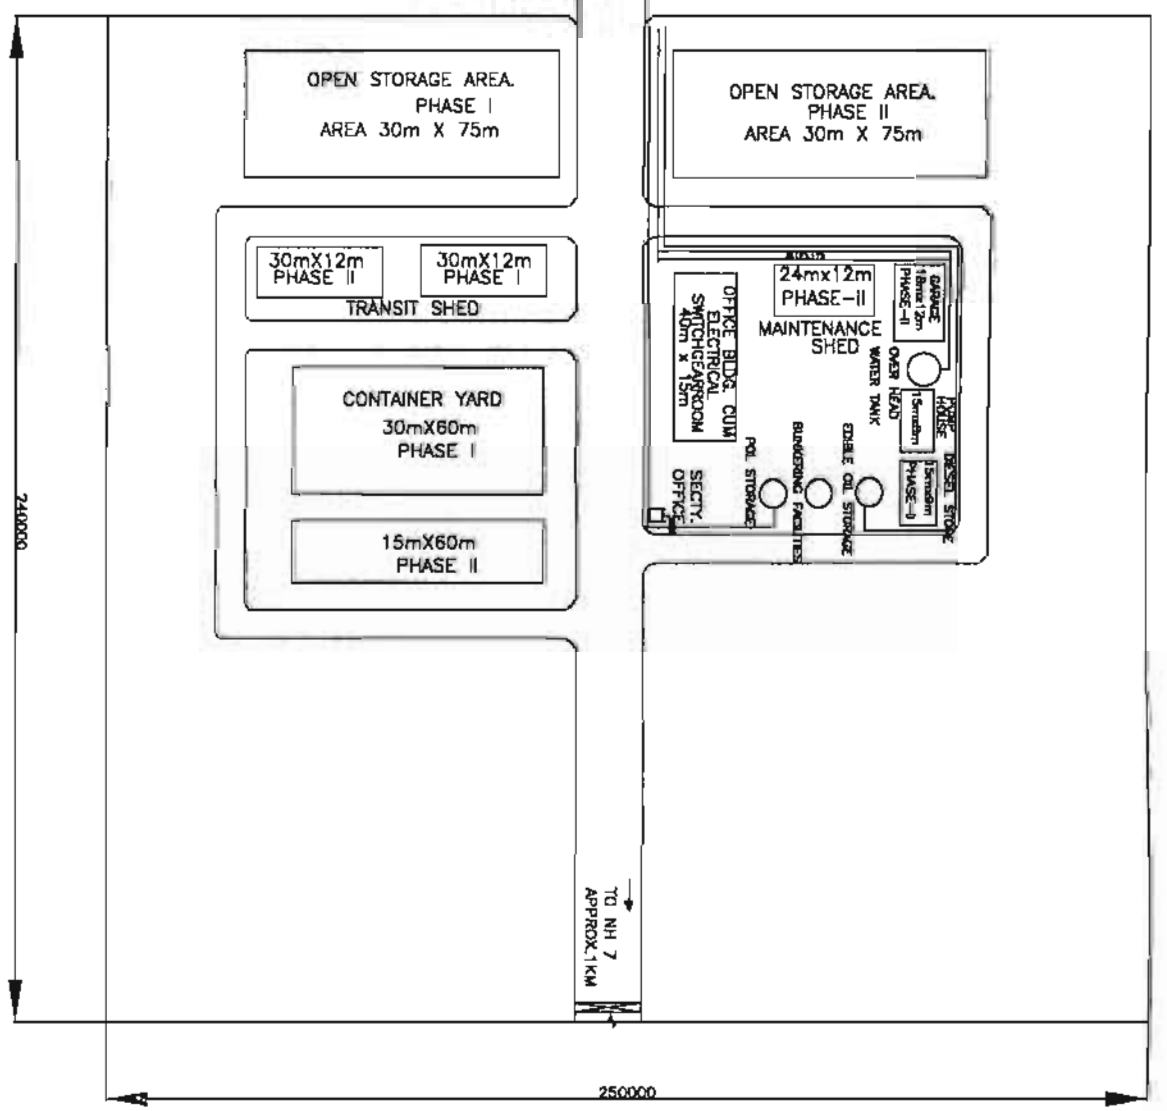 OPEN STORAGE AREA.
PHASE I
AREA 30m X 75m
OPEN STORAGE AREA.
PHASE II
AREA 30m X 75m
30mX12m
PHASE II
30mX12m
PHASE I
TRANSIT SHED
CONTAINER YARD
30mX60m
PHASE I
15mX60m
PHASE II
OFFICE BLDG. CUM
ELECTRICAL
SWITCHGEARROOM
40m x 15m
24mx12m
PHASE-II
MAINTENANCE
SHED
GARAGE
18mx12m
PHASE-II
OVER HEAD
WATER TANK
PUMP
HOUSE
15mx9m
DIESEL STORE
15mx9m
PHASE-II
SECTY.
OFFICE
POL STORAGE
BUNKERING FACILITIES
EDIBLE OIL STORAGE
TO NH 7
APPROX.1KM
240000
250000